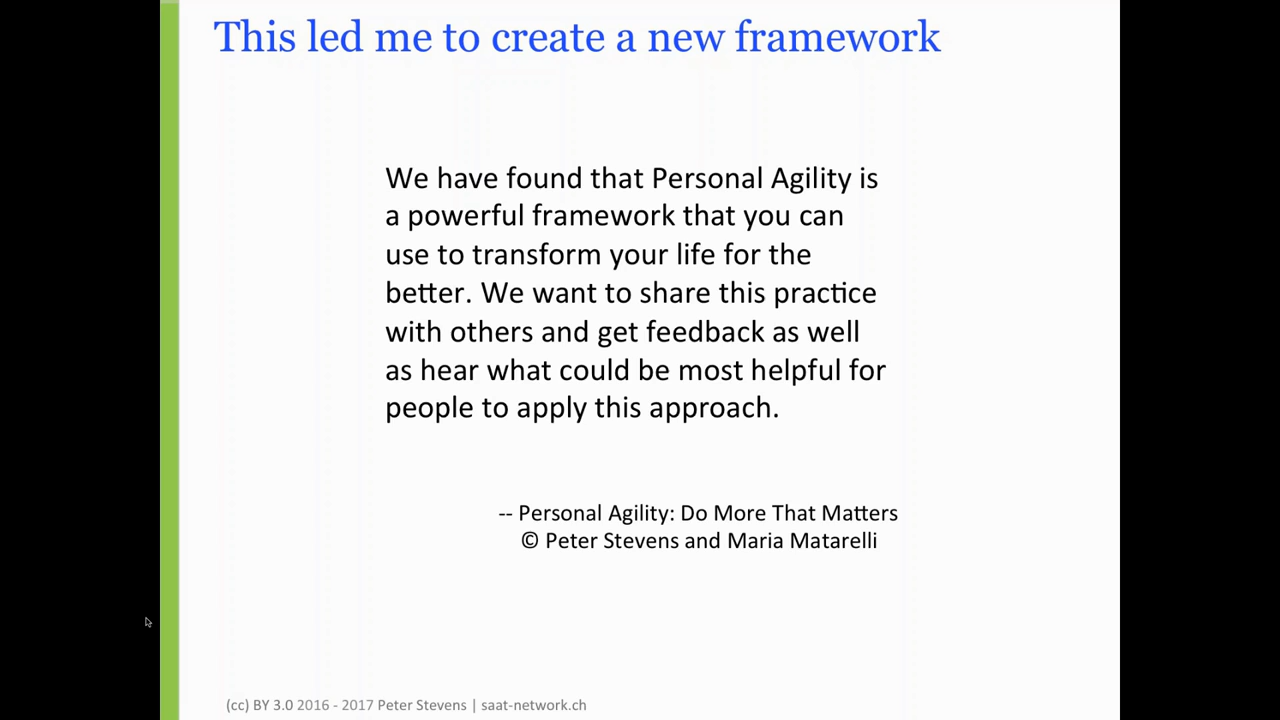 This led me to create a new framework
We have found that Personal Agility is
a powerful framework that you can
use to transform your life for the
better. We want to share this practice
with others and get feedback as well
as hear what could be most helpful for
people to apply this approach.
-- Personal Agility: Do More That Matters
© Peter Stevens and Maria Matarelli
(cc) BY 3.0 2016 - 2017 Peter Stevens | saat-network.ch